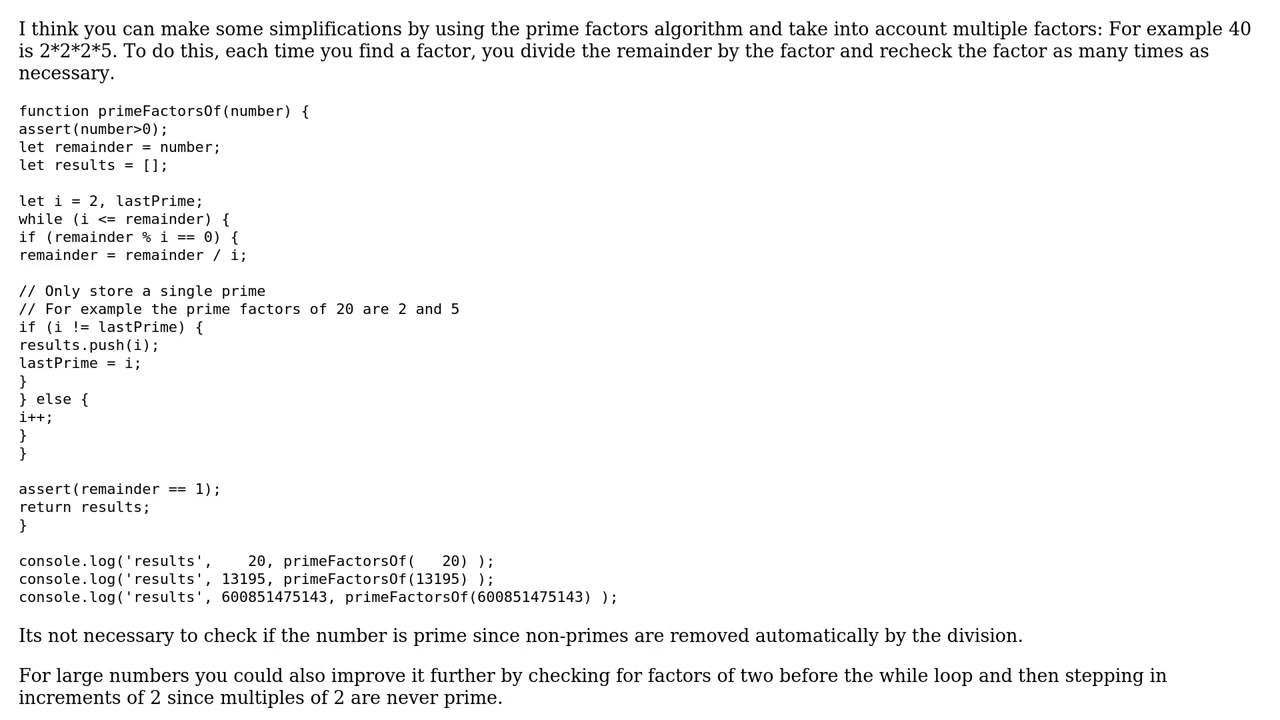 I think you can make some simplifications by using the prime factors algorithm and take into account multiple factors: For example 40
is 2*2*2*5. To do this, each time you find a factor, you divide the remainder by the factor and recheck the factor as many times as
necessary.
function primeFactorsOf(number) {
assert(number>0);
let remainder = number;
let results = [];
let i = 2, lastPrime;
while (i <= remainder) {
if (remainder % i == 0) {
remainder = remainder / i;
// Only store a single prime
// For example the prime factors of 20 are 2 and 5
if (i != lastPrime) {
results.push(i);
lastPrime = i;
}
} else {
i++;
}
}
assert(remainder == 1);
return results;
}
console.log('results',    20, primeFactorsOf(   20) );
console.log('results', 13195, primeFactorsOf(13195) );
console.log('results', 600851475143, primeFactorsOf(600851475143) );
Its not necessary to check if the number is prime since non-primes are removed automatically by the division.
For large numbers you could also improve it further by checking for factors of two before the while loop and then stepping in
increments of 2 since multiples of 2 are never prime.